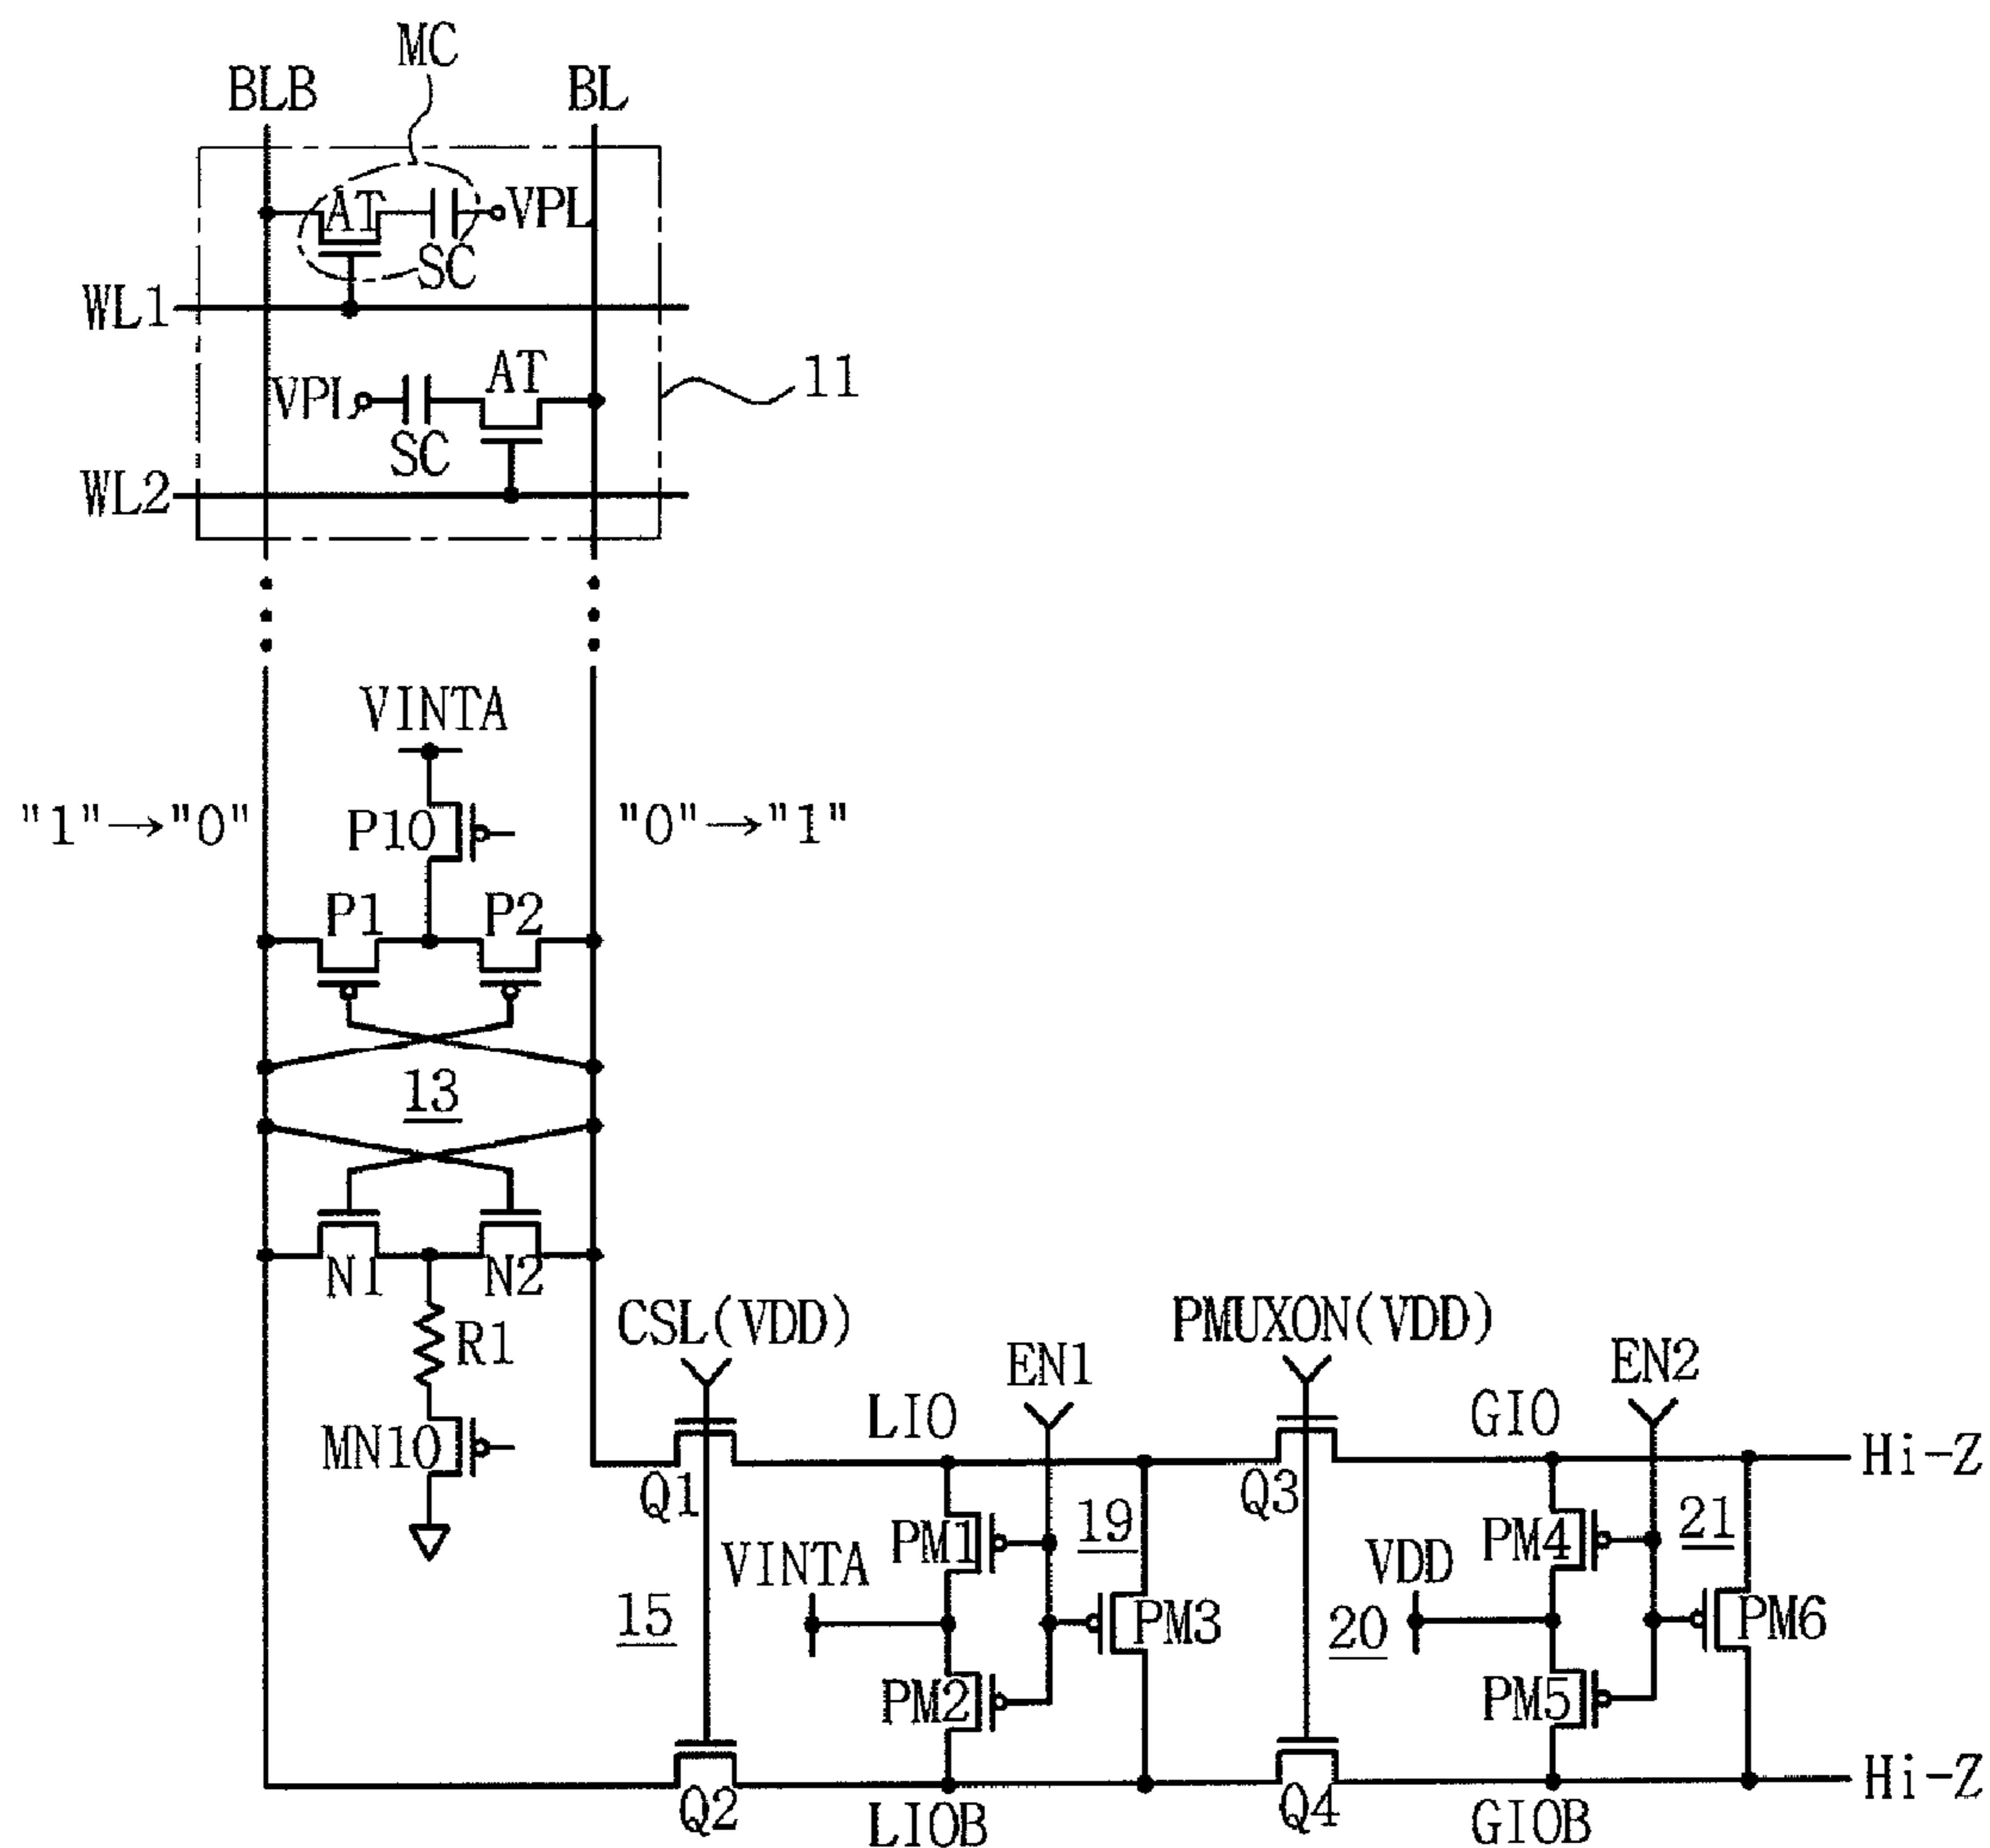 MC
BLB BL
AT VPL
SC
WL1
AT
VPL 11
SC
WL2
VINTA
"1"→"0" P10 "0"→"1"
P1 P2
13
N1 N2
CSL(VDD) PMUXON(VDD)
R1 EN1 EN2
LIO GIO
MN10 Hi-Z
Q1 Q3
PM1 19 PM4 21
VINTA VDD
15 PM3 20 PM6
PM2 PM5
Hi-Z
Q2 Q4
LIOB GIOB